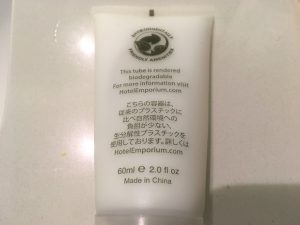 ENVIRONMENTALLY
FRIENDLY AMENITIES
This tube is rendered
biodegradable
For more information visit
HotelEmporium.com
こちらの容器は、
従来のプラスチックに
比べ自然環境への
負担が少ない、
生分解性プラスチックを
使用しております。詳しくは
HotelEmporium.com
60ml e 2.0 fl oz
Made in China